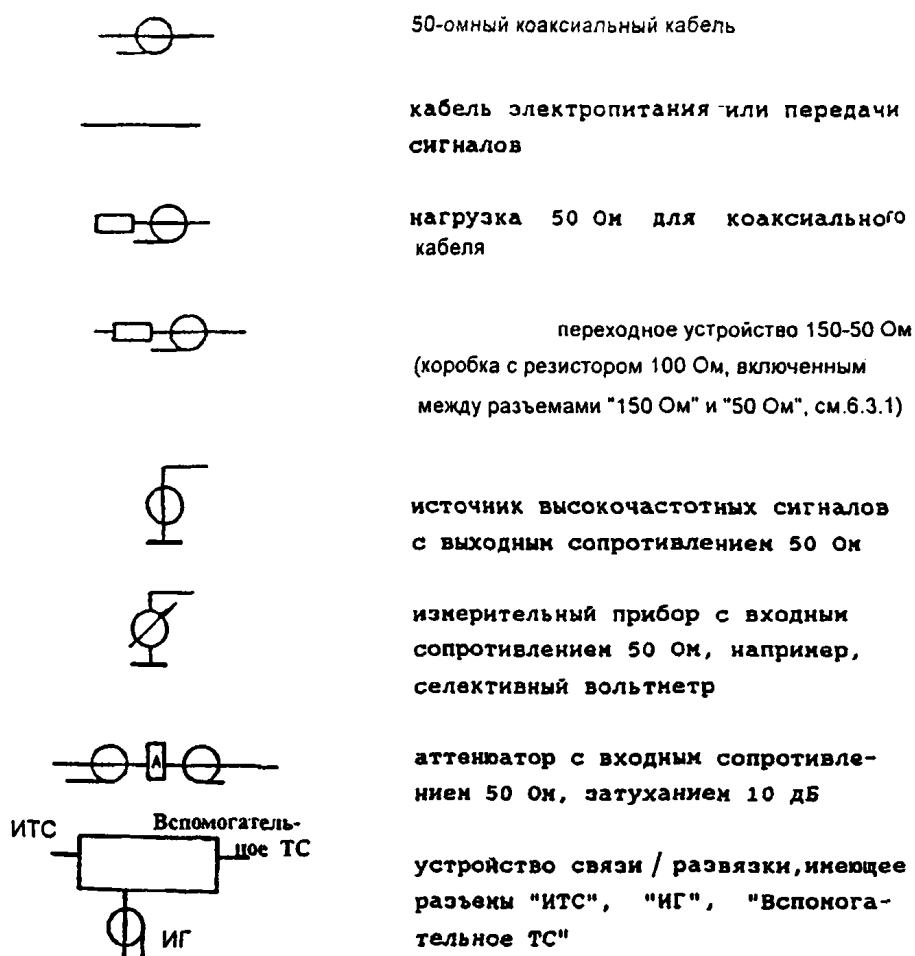 50-омный коаксиальный кабель
кабель электропитания или передачи
сигналов
нагрузка 50 Ом для коаксиального
кабеля
переходное устройство 150-50 Ом
(коробка с резистором 100 Ом, включенным
между разъемами "150 Ом" и "50 Ом", см.6.3.1)
источник высокочастотных сигналов
с выходным сопротивлением 50 Ом
измерительный прибор с входным
сопротивлением 50 Ом, например,
селективный вольтметр
A
аттенюатор с входным сопротивле-
нием 50 Ом, затуханием 10 дБ
ИТС
Вспомогатель-
ное ТС
ИГ
устройство связи / развязки,имеющее
разъемы "ИТС", "ИГ", "Вспомога-
тельное ТС"